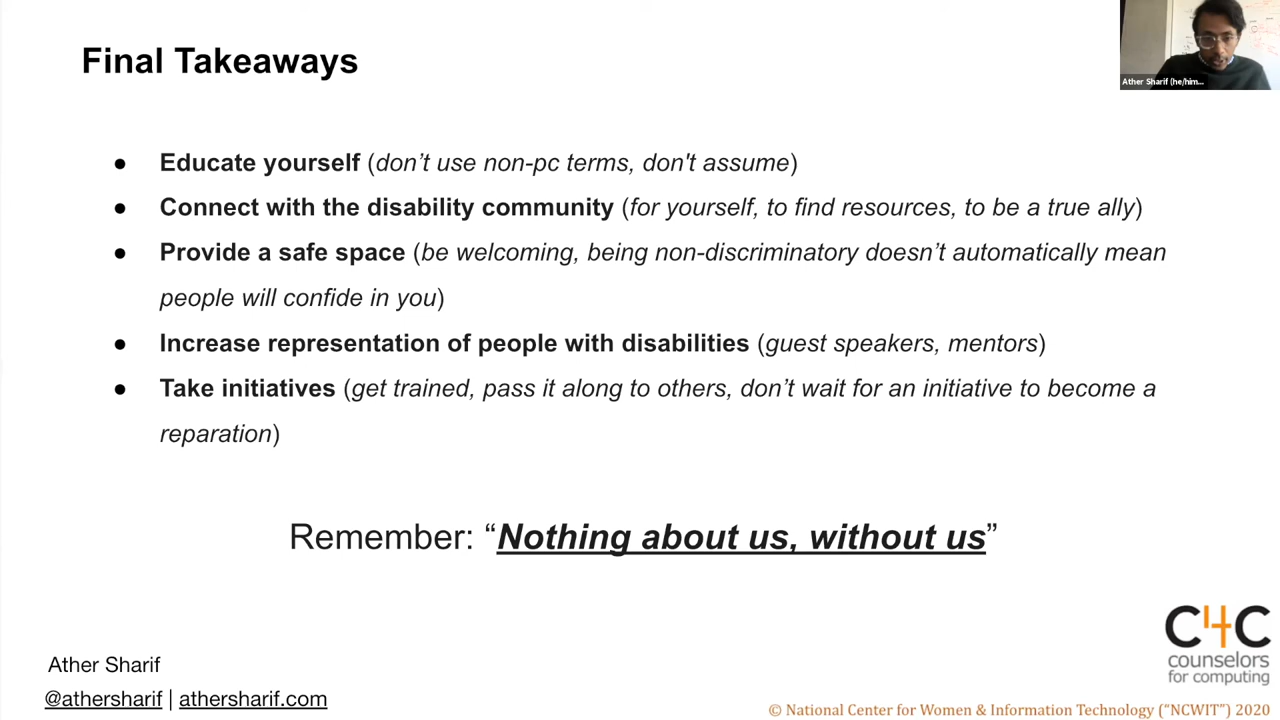 Final Takeaways
Ather Sharif (he/him...
● Educate yourself (don’t use non-pc terms, don't assume)
● Connect with the disability community (for yourself, to find resources, to be a true ally)
● Provide a safe space (be welcoming, being non-discriminatory doesn’t automatically mean
people will confide in you)
● Increase representation of people with disabilities (guest speakers, mentors)
● Take initiatives (get trained, pass it along to others, don’t wait for an initiative to become a
reparation)
Remember: “Nothing about us, without us”
C4C
counselors
for computing
Ather Sharif
@athersharif | athersharif.com
© National Center for Women & Information Technology (“NCWIT”) 2020